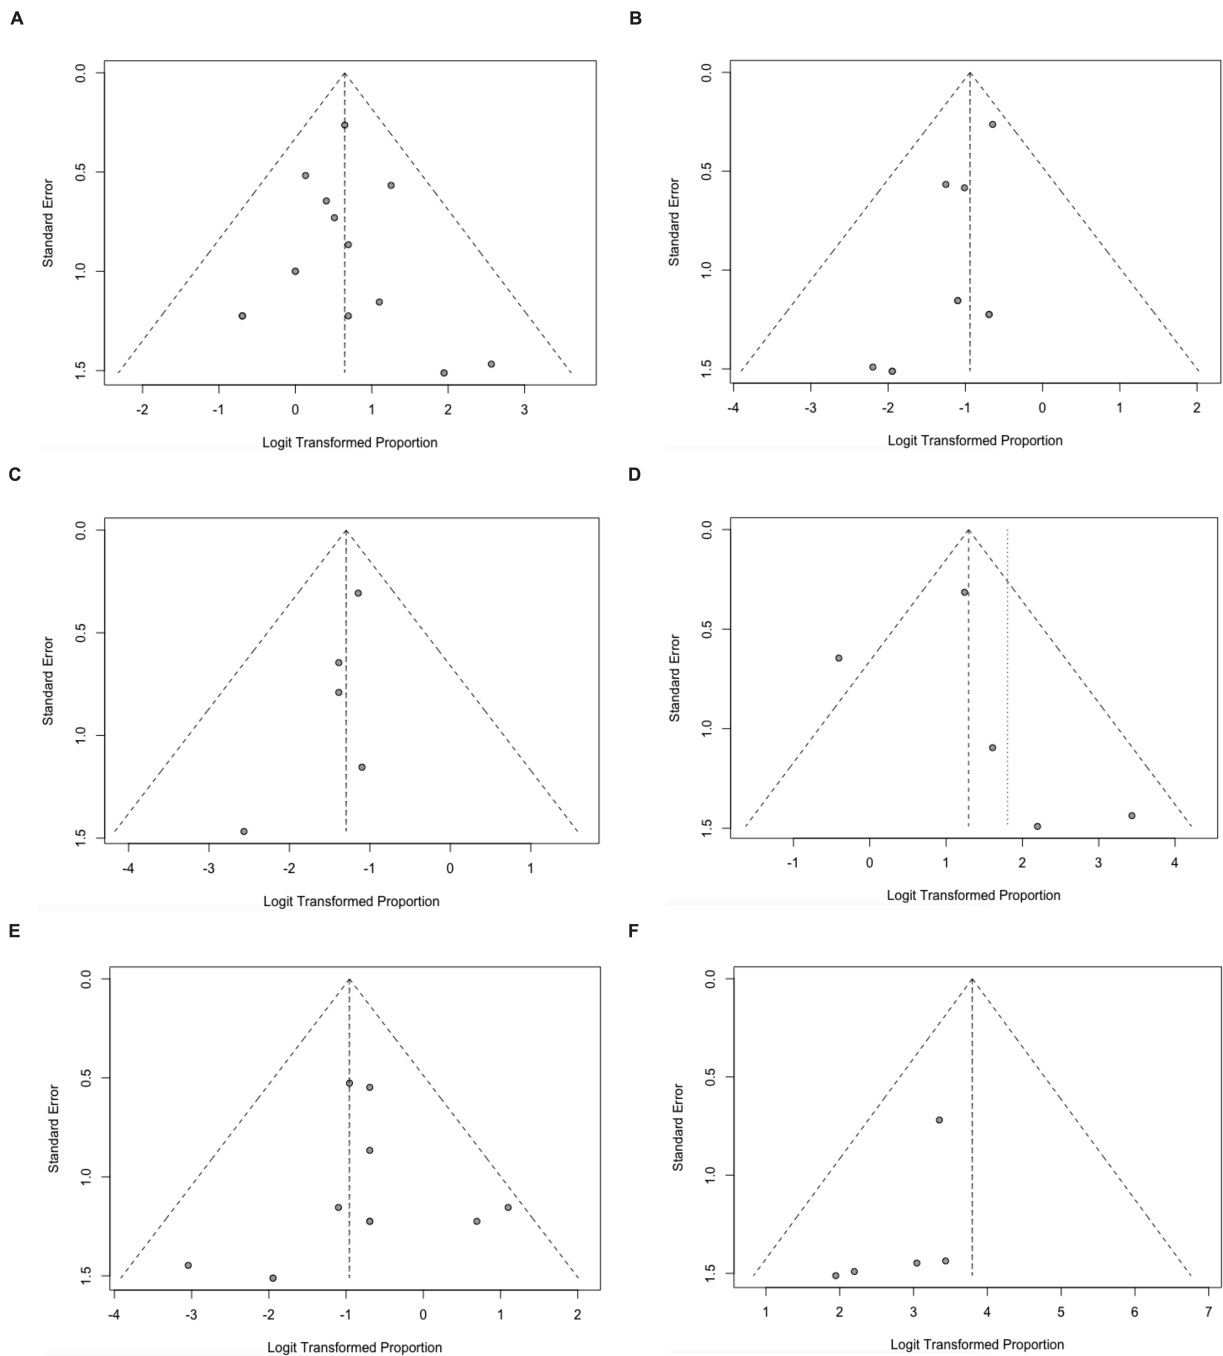 A
0.0
0.5
1.0
1.5
Standard Error
-2 -1 0 1 2 3
Logit Transformed Proportion
B
0.0
0.5
1.0
1.5
Standard Error
-4 -3 -2 -1 0 1 2
Logit Transformed Proportion
C
0.0
0.5
1.0
1.5
Standard Error
-4 -3 -2 -1 0 1
Logit Transformed Proportion
D
0.0
0.5
1.0
1.5
Standard Error
-1 0 1 2 3 4
Logit Transformed Proportion
E
0.0
0.5
1.0
1.5
Standard Error
-4 -3 -2 -1 0 1 2
Logit Transformed Proportion
F
0.0
0.5
1.0
1.5
Standard Error
1 2 3 4 5 6 7
Logit Transformed Proportion